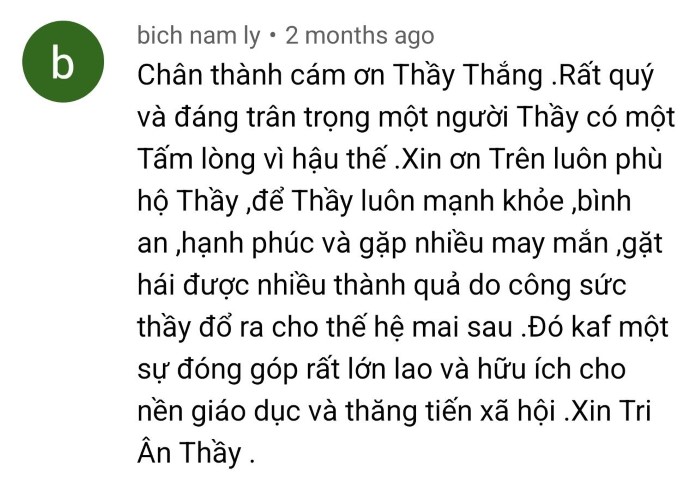 b
bich nam ly • 2 months ago
Chân thành cám ơn Thầy Thắng .Rất quý
và đáng trân trọng một người Thầy có một
Tấm lòng vì hậu thế .Xin ơn Trên luôn phù
hộ Thầy ,để Thầy luôn mạnh khỏe ,bình
an ,hạnh phúc và gặp nhiều may mắn ,gặt
hái được nhiều thành quả do công sức
thầy đổ ra cho thế hệ mai sau .Đó kaf một
sự đóng góp rất lớn lao và hữu ích cho
nền giáo dục và thăng tiến xã hội .Xin Tri
Ân Thầy .